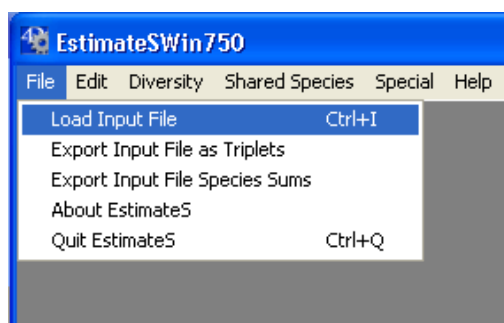 EstimateSWin750
File Edit Diversity Shared Species Special Help
Load Input File Ctrl+I
Export Input File as Triplets
Export Input File Species Sums
About EstimateS
Quit EstimateS Ctrl+Q